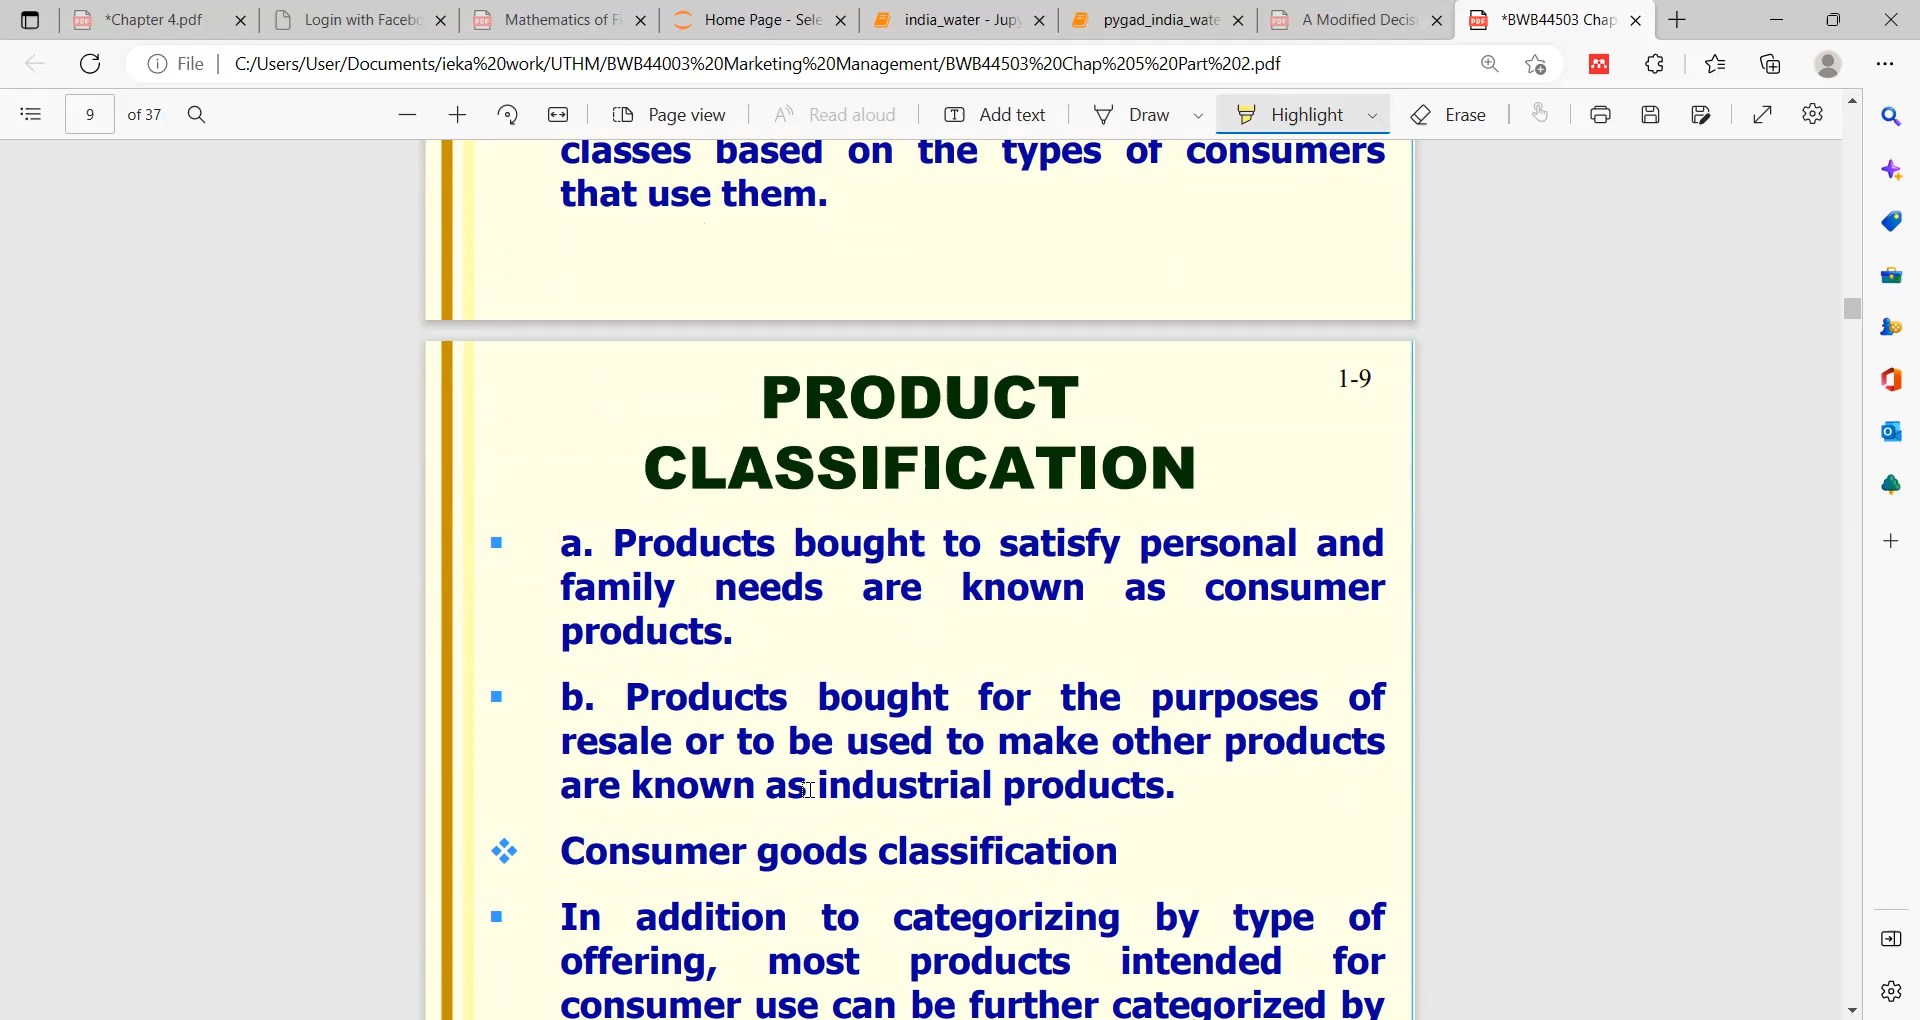 *Chapter 4.pdf
Login with Facebo
Mathematics of Fi
Home Page - Sele
india_water - Jupy
pygad_india_wate
A Modified Decis
*BWB44503 Chap
File
C:/Users/User/Documents/ieka%20work/UTHM/BWB44003%20Marketing%20Management/BWB44503%20Chap%205%20Part%202.pdf
9 of 37
Page view
Read aloud
Add text
Draw
Highlight
Erase
classes based on the types of consumers
that use them.
1-9
PRODUCT
CLASSIFICATION
a. Products bought to satisfy personal and
family needs are known as consumer
products.
b. Products bought for the purposes of
resale or to be used to make other products
are known as industrial products.
Consumer goods classification
In addition to categorizing by type of
offering, most products intended for
consumer use can be further categorized by